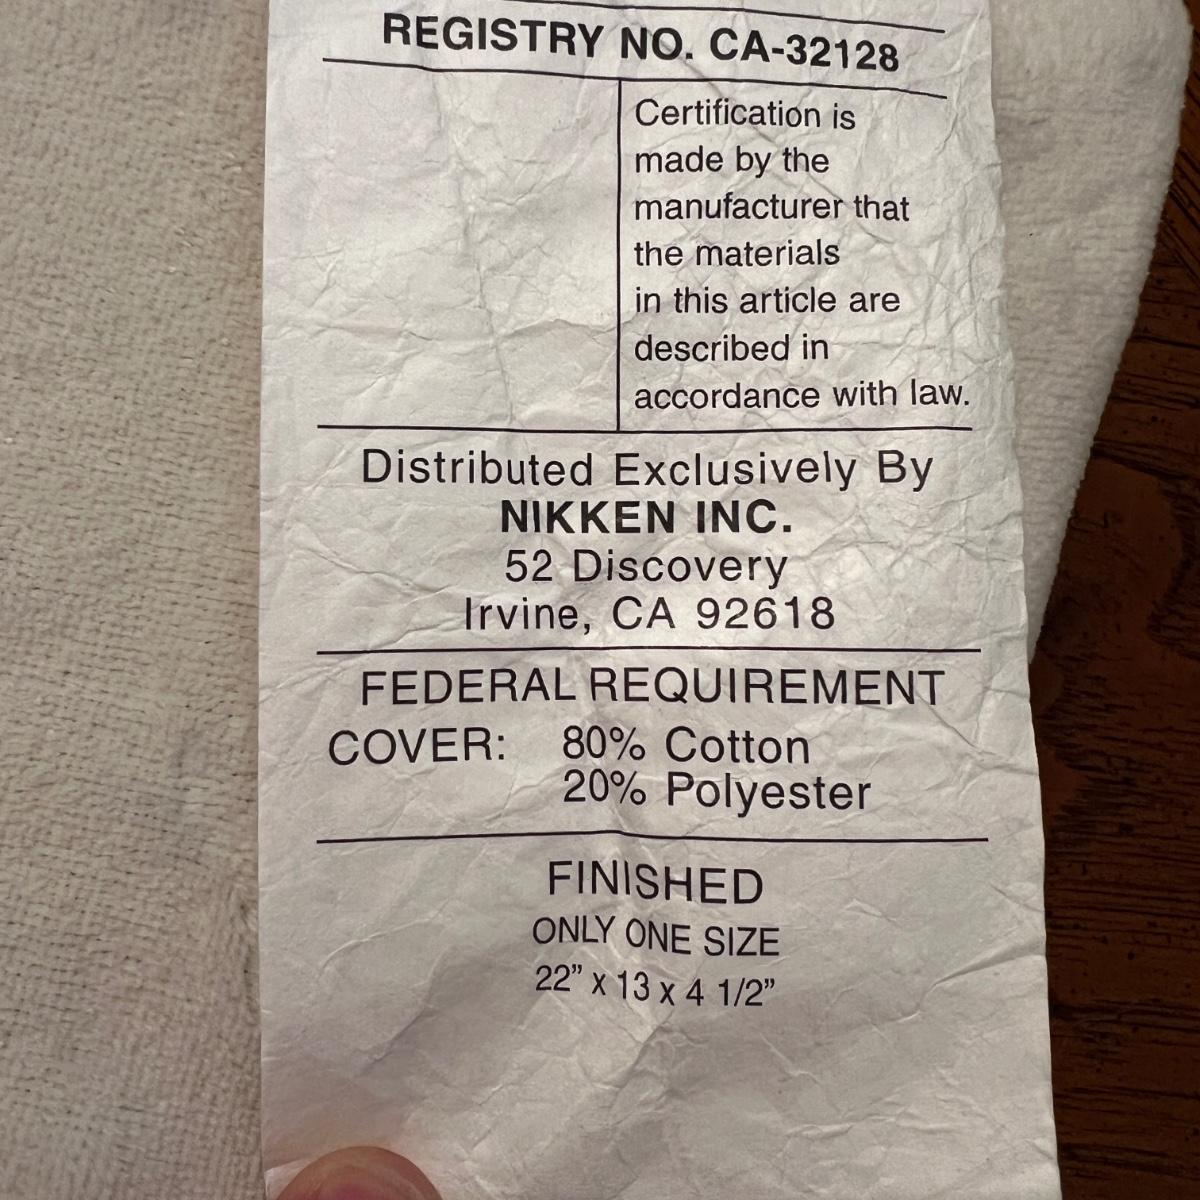 REGISTRY NO. CA-32128
Certification is
made by the
manufacturer that
the materials
in this article are
described in
accordance with law.
Distributed Exclusively By
NIKKEN INC.
52 Discovery
Irvine, CA 92618
FEDERAL REQUIREMENT
COVER: 80% Cotton
20% Polyester
FINISHED
ONLY ONE SIZE
22” x 13 x 4 1/2”